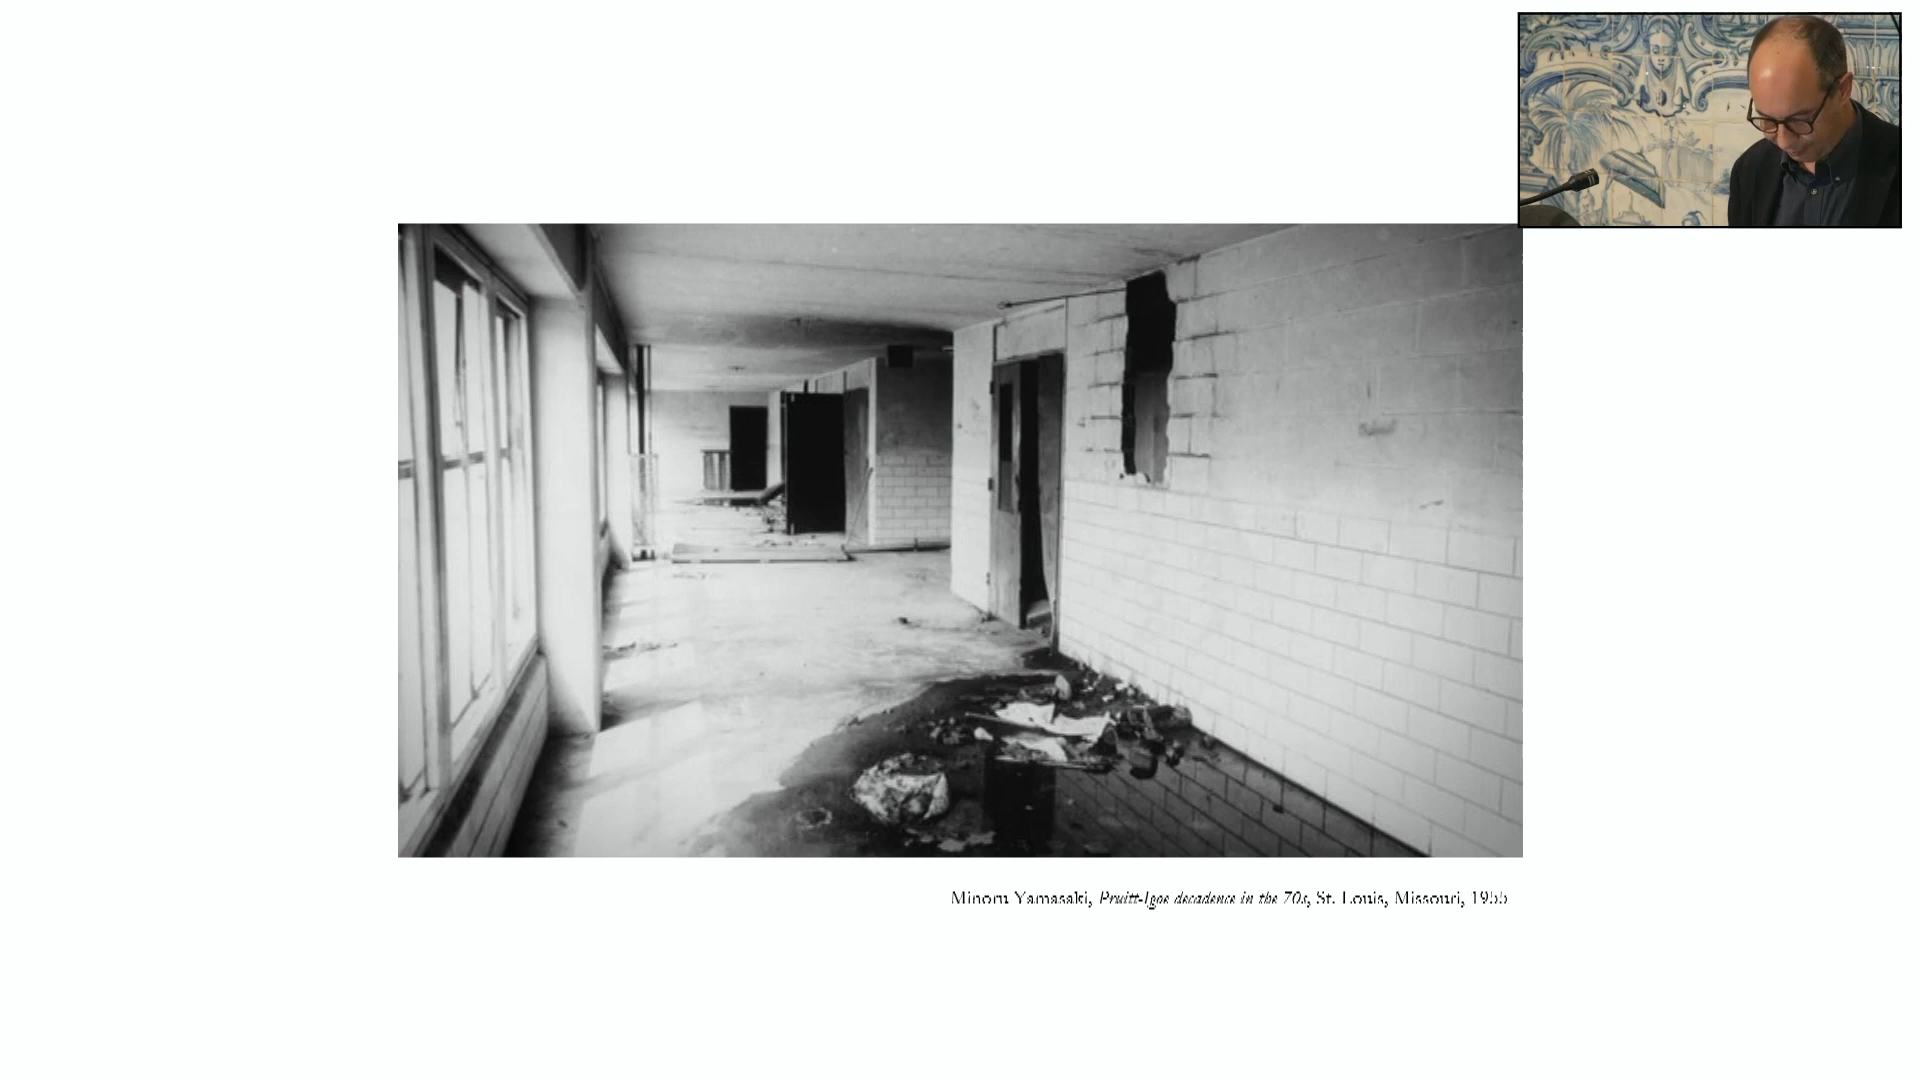 Minoru Yamasaki, Pruitt-Igoe decadence in the 70s, St. Louis, Missouri, 1955